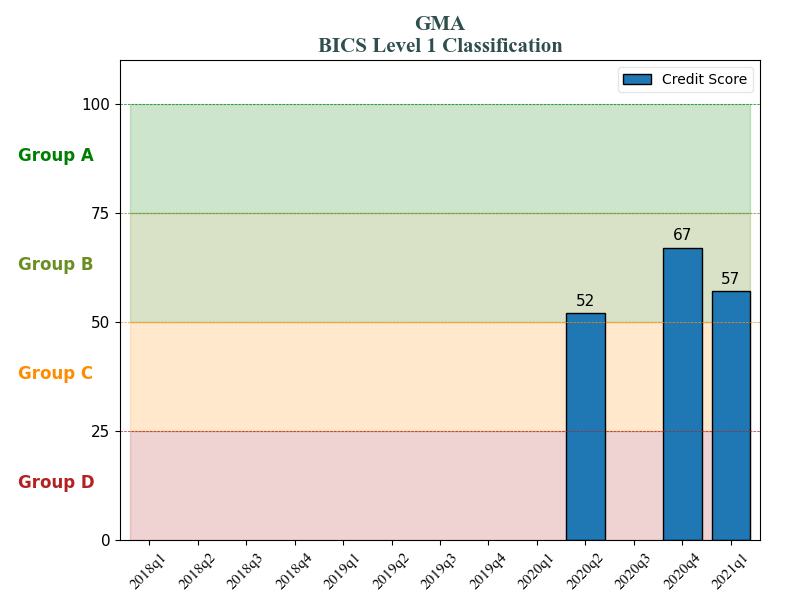 GMA
BICS Level 1 Classification
Credit Score
100
Group A
75
67
Group B
57
52
50
Group C
25
Group D
0
2018q1 2018q2 2018q3 2018q4 2019q1 2019q2 2019q3 2019q4 2020q1 2020q2 2020q3 2020q4 2021q1